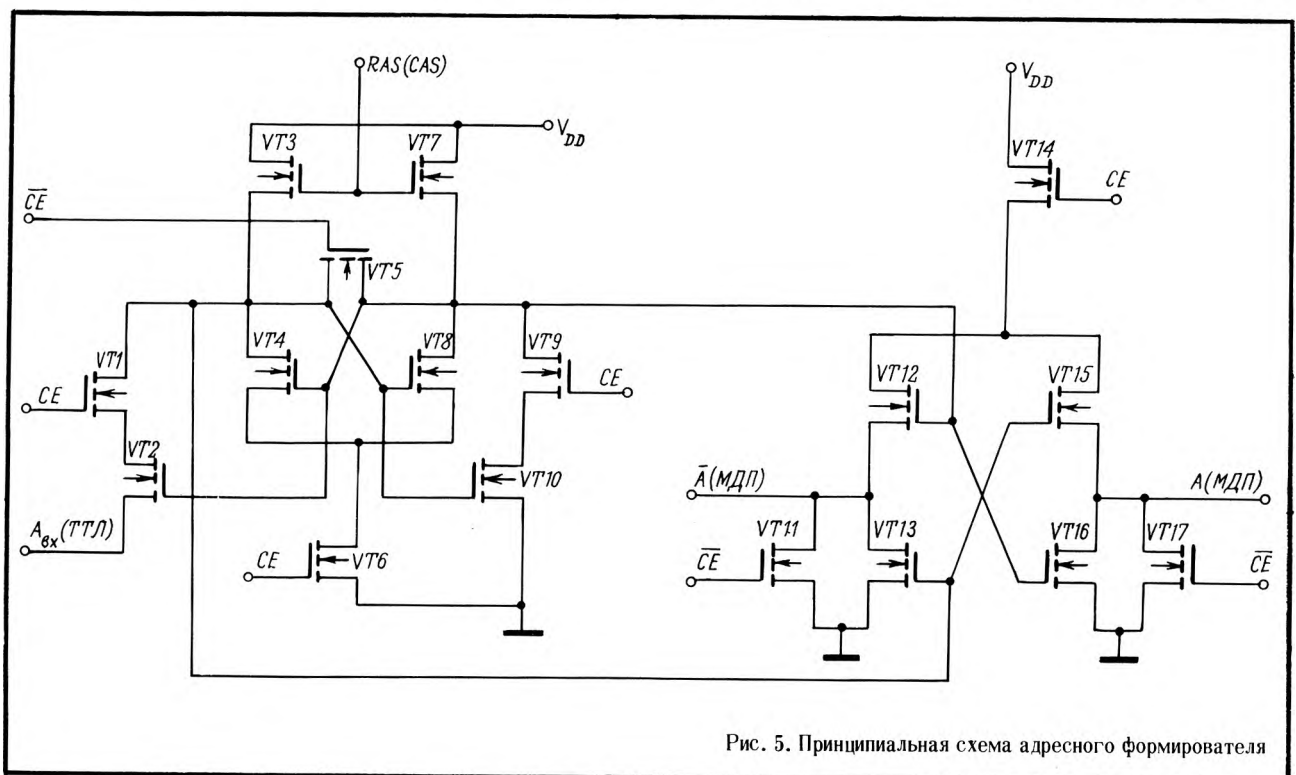 RAS(CAS)
V_DD
VT3
VT7
V_DD
VT14
CE
C̅E̅
VT5
VT1
VT4
VT8
VT9
CE
CE
VT12
VT15
VT2
VT10
A̅(МДП)
A(МДП)
A_вх(ТТЛ)
CE
VT6
VT11
VT13
VT16
VT17
C̅E̅
C̅E̅
Рис. 5. Принципиальная схема адресного формирователя